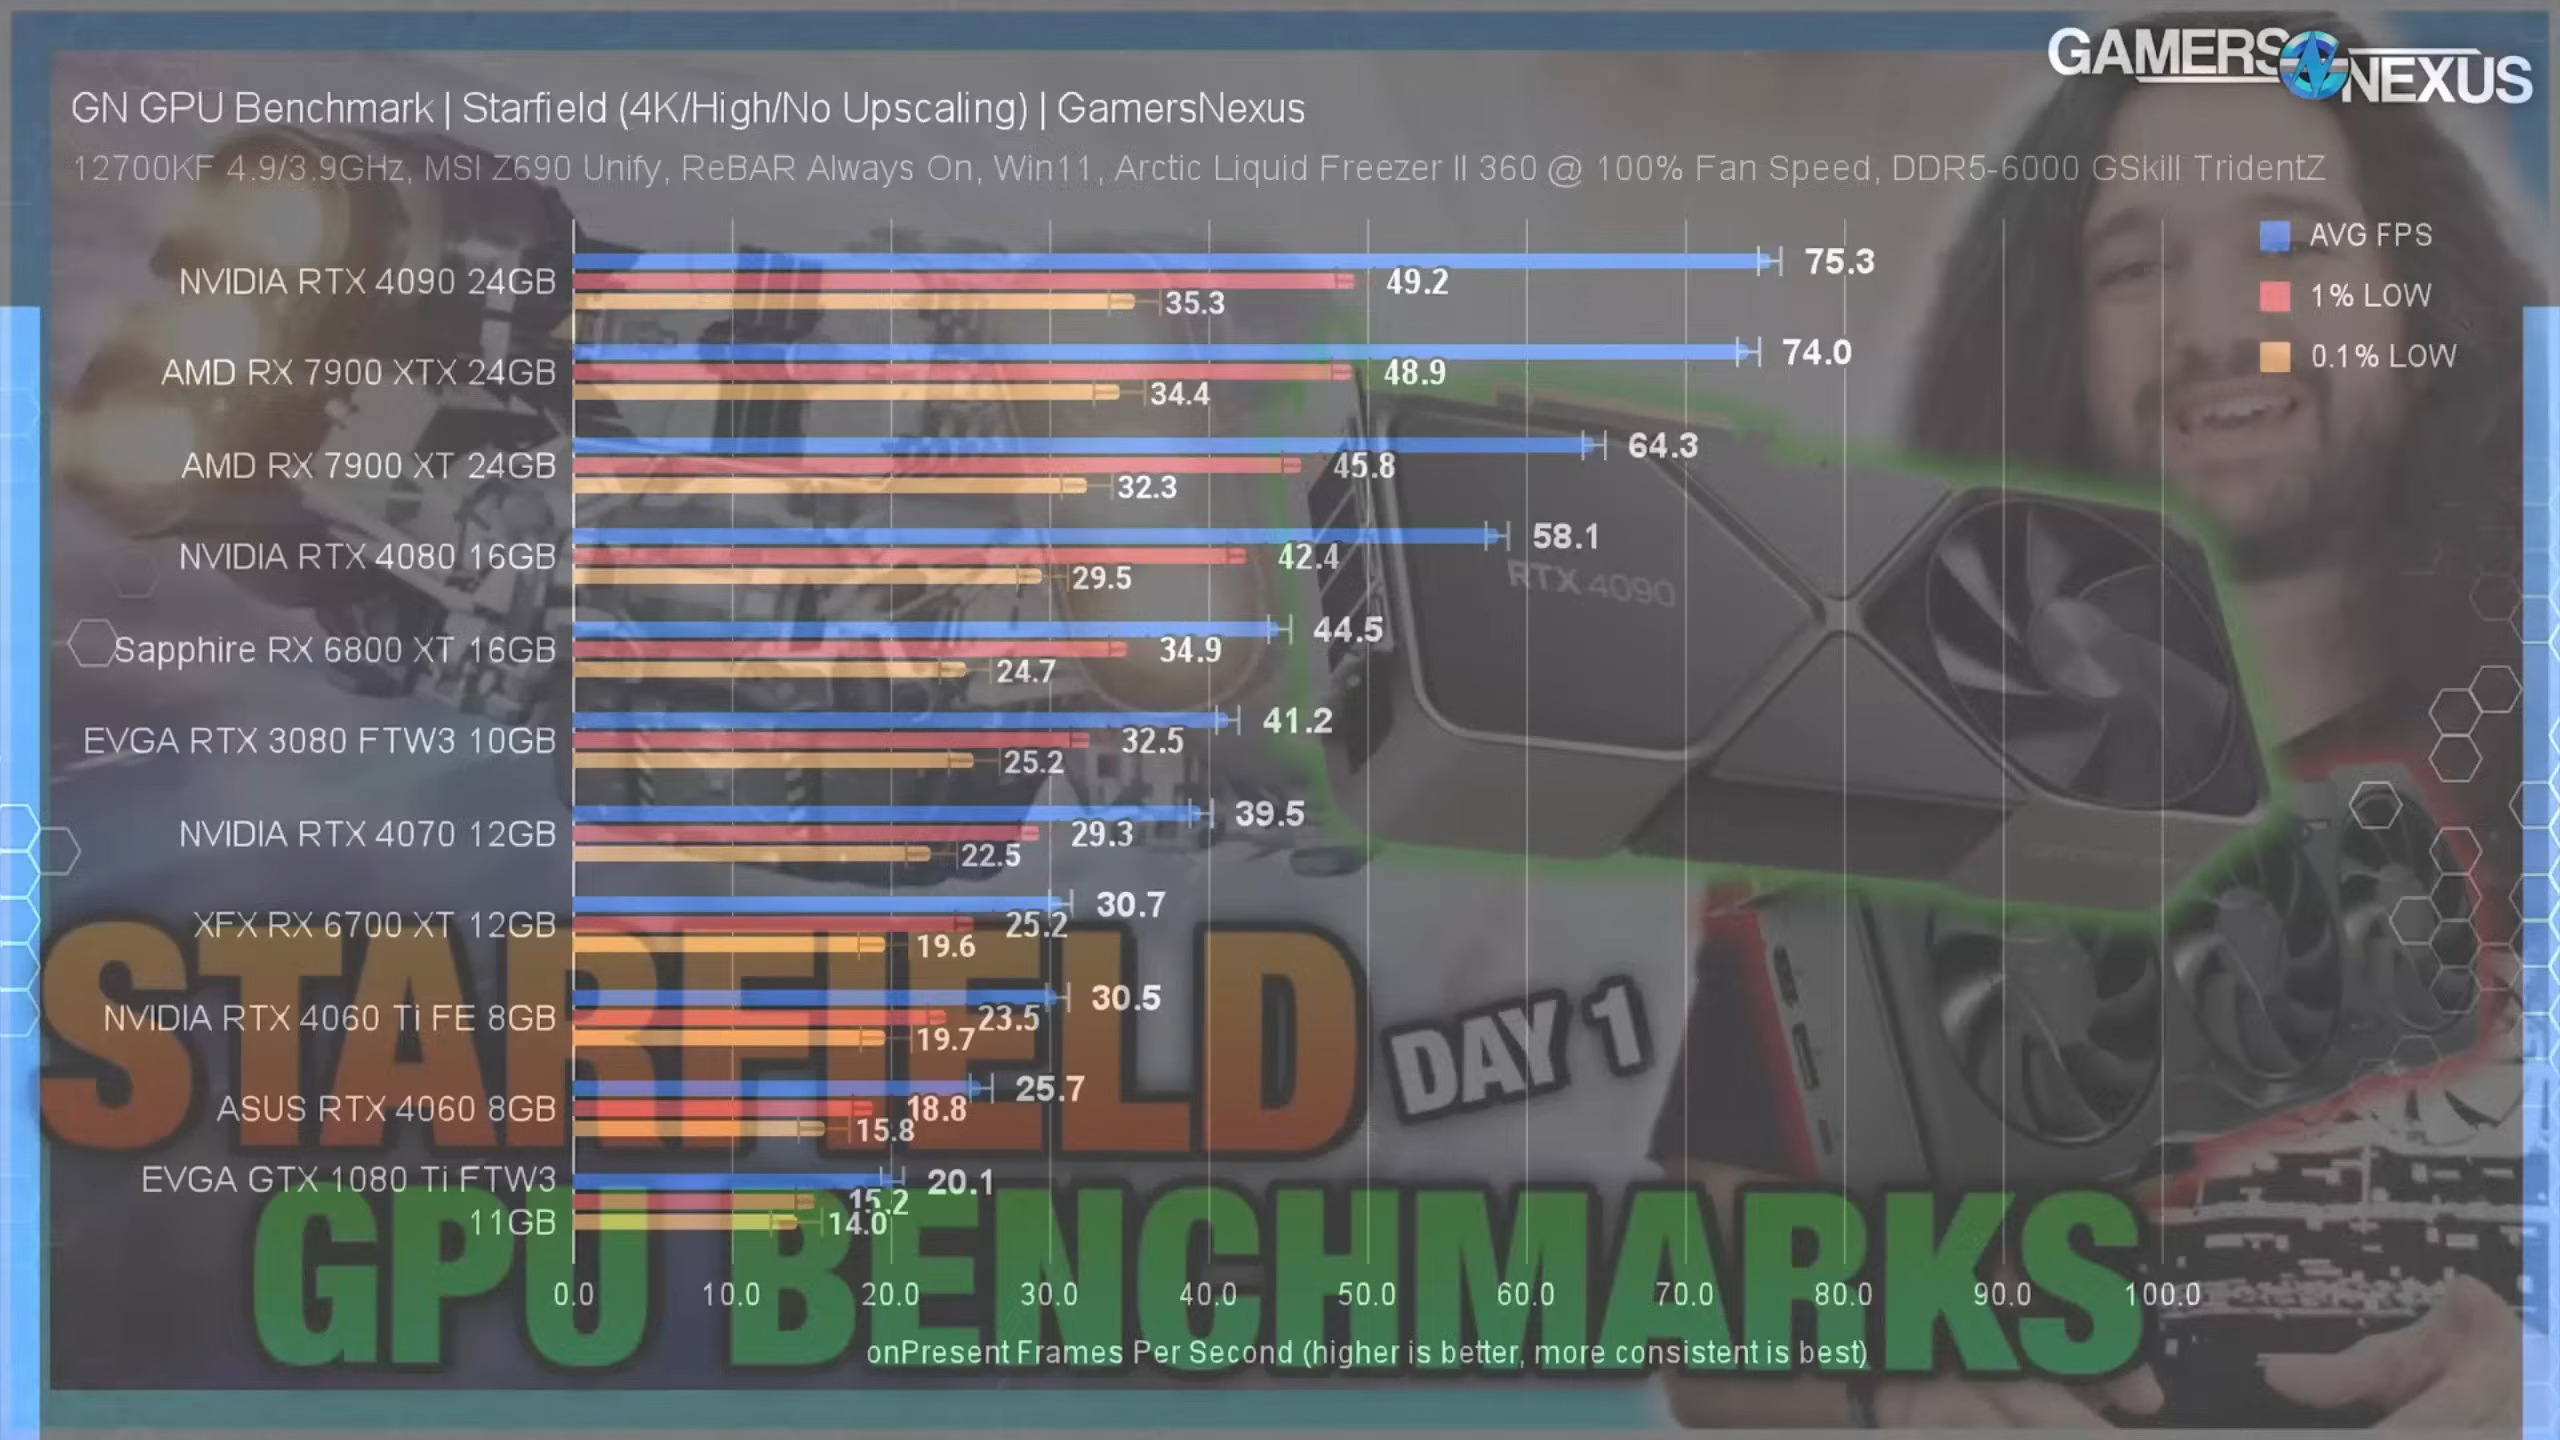 GAMERS NEXUS
GN GPU Benchmark | Starfield (4K/High/No Upscaling) | GamersNexus
12700KF 4.9/3.9GHz, MSI Z690 Unify, ReBAR Always On, Win11, Arctic Liquid Freezer II 360 @ 100% Fan Speed, DDR5-6000 GSkill TridentZ
AVG FPS
1% LOW
0.1% LOW
NVIDIA RTX 4090 24GB
75.3
49.2
35.3
AMD RX 7900 XTX 24GB
74.0
48.9
34.4
AMD RX 7900 XT 24GB
64.3
45.8
32.3
NVIDIA RTX 4080 16GB
58.1
42.4
29.5
RTX 4090
Sapphire RX 6800 XT 16GB
44.5
34.9
24.7
EVGA RTX 3080 FTW3 10GB
41.2
32.5
25.2
NVIDIA RTX 4070 12GB
39.5
29.3
22.5
XFX RX 6700 XT 12GB
30.7
25.2
19.6
NVIDIA RTX 4060 Ti FE 8GB
30.5
23.5
19.7
ASUS RTX 4060 8GB
25.7
18.8
15.8
EVGA GTX 1080 Ti FTW3
11GB
20.1
15.2
14.0
STARFIELD
DAY 1
GPU BENCHMARKS
0.0 10.0 20.0 30.0 40.0 50.0 60.0 70.0 80.0 90.0 100.0
onPresent Frames Per Second (higher is better, more consistent is best)